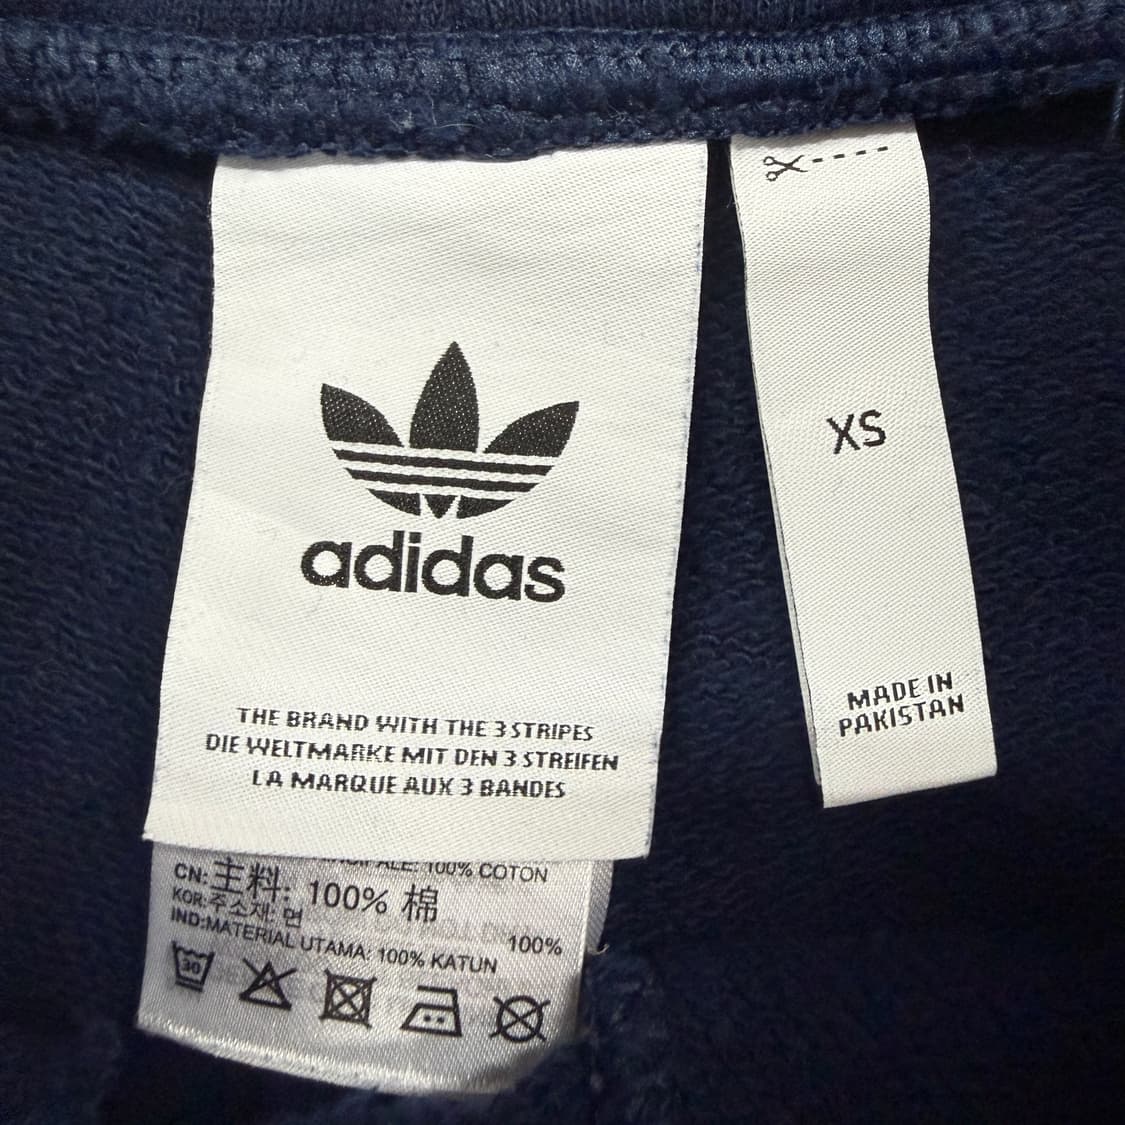 adidas
THE BRAND WITH THE 3 STRIPES
DIE WELTMARKE MIT DEN 3 STREIFEN
LA MARQUE AUX 3 BANDES
XS
MADE IN
PAKISTAN
100% COTON
CN: 主料: 100% 棉
KOR: 주소재: 면 100%
IND:MATERIAL UTAMA: 100% KATUN
30